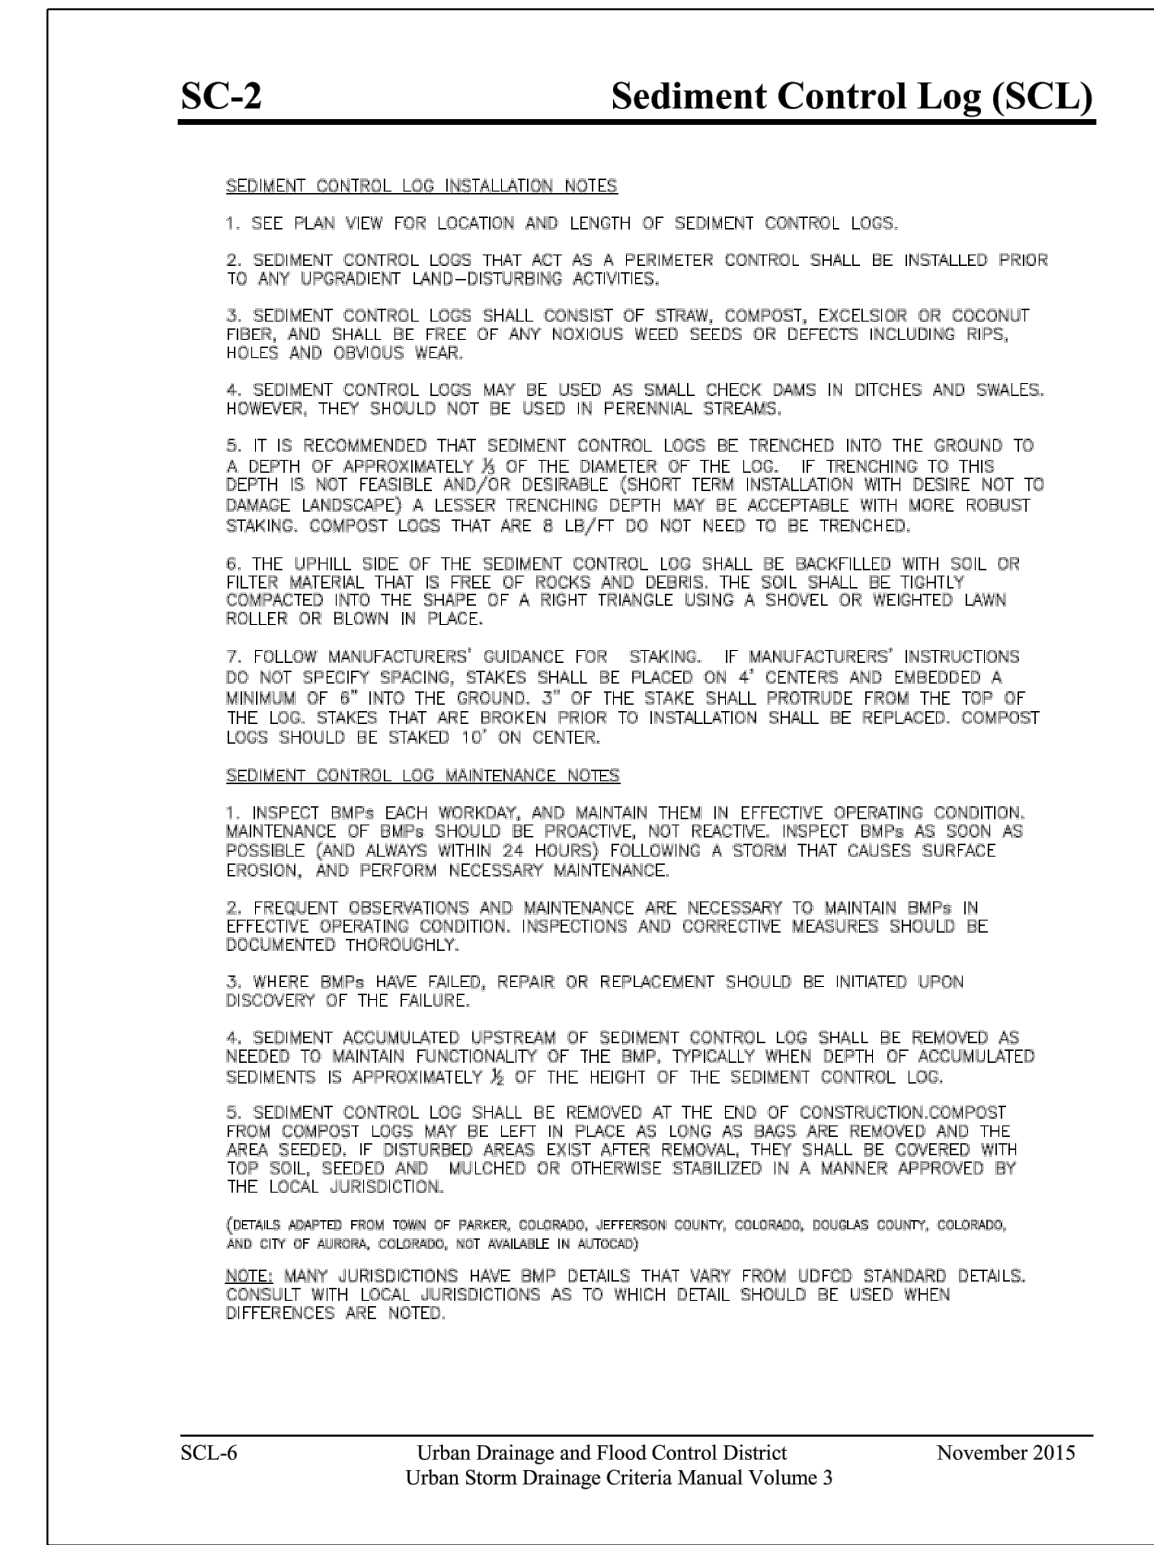 SC-2 Sediment Control Log (SCL)
SEDIMENT CONTROL LOG INSTALLATION NOTES
1. SEE PLAN VIEW FOR LOCATION AND LENGTH OF SEDIMENT CONTROL LOGS.
2. SEDIMENT CONTROL LOGS THAT ACT AS A PERIMETER CONTROL SHALL BE INSTALLED PRIOR
TO ANY UPGRADIENT LAND-DISTURBING ACTIVITIES.
3. SEDIMENT CONTROL LOGS SHALL CONSIST OF STRAW, COMPOST, EXCELSIOR OR COCONUT
FIBER, AND SHALL BE FREE OF ANY NOXIOUS WEED SEEDS OR DEFECTS INCLUDING RIPS,
HOLES AND OBVIOUS WEAR.
4. SEDIMENT CONTROL LOGS MAY BE USED AS SMALL CHECK DAMS IN DITCHES AND SWALES.
HOWEVER, THEY SHOULD NOT BE USED IN PERENNIAL STREAMS.
5. IT IS RECOMMENDED THAT SEDIMENT CONTROL LOGS BE TRENCHED INTO THE GROUND TO
A DEPTH OF APPROXIMATELY ⅓ OF THE DIAMETER OF THE LOG. IF TRENCHING TO THIS
DEPTH IS NOT FEASIBLE AND/OR DESIRABLE (SHORT TERM INSTALLATION WITH DESIRE NOT TO
DAMAGE LANDSCAPE) A LESSER TRENCHING DEPTH MAY BE ACCEPTABLE WITH MORE ROBUST
STAKING. COMPOST LOGS THAT ARE 8 LB/FT DO NOT NEED TO BE TRENCHED.
6. THE UPHILL SIDE OF THE SEDIMENT CONTROL LOG SHALL BE BACKFILLED WITH SOIL OR
FILTER MATERIAL THAT IS FREE OF ROCKS AND DEBRIS. THE SOIL SHALL BE TIGHTLY
COMPACTED INTO THE SHAPE OF A RIGHT TRIANGLE USING A SHOVEL OR WEIGHTED LAWN
ROLLER OR BLOWN IN PLACE.
7. FOLLOW MANUFACTURERS' GUIDANCE FOR STAKING. IF MANUFACTURERS' INSTRUCTIONS
DO NOT SPECIFY SPACING, STAKES SHALL BE PLACED ON 4' CENTERS AND EMBEDDED A
MINIMUM OF 6" INTO THE GROUND. 3" OF THE STAKE SHALL PROTRUDE FROM THE TOP OF
THE LOG. STAKES THAT ARE BROKEN PRIOR TO INSTALLATION SHALL BE REPLACED. COMPOST
LOGS SHOULD BE STAKED 10' ON CENTER.
SEDIMENT CONTROL LOG MAINTENANCE NOTES
1. INSPECT BMPs EACH WORKDAY, AND MAINTAIN THEM IN EFFECTIVE OPERATING CONDITION.
MAINTENANCE OF BMPs SHOULD BE PROACTIVE, NOT REACTIVE. INSPECT BMPs AS SOON AS
POSSIBLE (AND ALWAYS WITHIN 24 HOURS) FOLLOWING A STORM THAT CAUSES SURFACE
EROSION, AND PERFORM NECESSARY MAINTENANCE.
2. FREQUENT OBSERVATIONS AND MAINTENANCE ARE NECESSARY TO MAINTAIN BMPs IN
EFFECTIVE OPERATING CONDITION. INSPECTIONS AND CORRECTIVE MEASURES SHOULD BE
DOCUMENTED THOROUGHLY.
3. WHERE BMPs HAVE FAILED, REPAIR OR REPLACEMENT SHOULD BE INITIATED UPON
DISCOVERY OF THE FAILURE.
4. SEDIMENT ACCUMULATED UPSTREAM OF SEDIMENT CONTROL LOG SHALL BE REMOVED AS
NEEDED TO MAINTAIN FUNCTIONALITY OF THE BMP, TYPICALLY WHEN DEPTH OF ACCUMULATED
SEDIMENTS IS APPROXIMATELY ½ OF THE HEIGHT OF THE SEDIMENT CONTROL LOG.
5. SEDIMENT CONTROL LOG SHALL BE REMOVED AT THE END OF CONSTRUCTION.COMPOST
FROM COMPOST LOGS MAY BE LEFT IN PLACE AS LONG AS BAGS ARE REMOVED AND THE
AREA SEEDED. IF DISTURBED AREAS EXIST AFTER REMOVAL, THEY SHALL BE COVERED WITH
TOP SOIL, SEEDED AND MULCHED OR OTHERWISE STABILIZED IN A MANNER APPROVED BY
THE LOCAL JURISDICTION.
(DETAILS ADAPTED FROM TOWN OF PARKER, COLORADO, JEFFERSON COUNTY, COLORADO, DOUGLAS COUNTY, COLORADO,
AND CITY OF AURORA, COLORADO, NOT AVAILABLE IN AUTOCAD)
NOTE: MANY JURISDICTIONS HAVE BMP DETAILS THAT VARY FROM UDFCD STANDARD DETAILS.
CONSULT WITH LOCAL JURISDICTIONS AS TO WHICH DETAIL SHOULD BE USED WHEN
DIFFERENCES ARE NOTED.
SCL-6 Urban Drainage and Flood Control District November 2015
Urban Storm Drainage Criteria Manual Volume 3